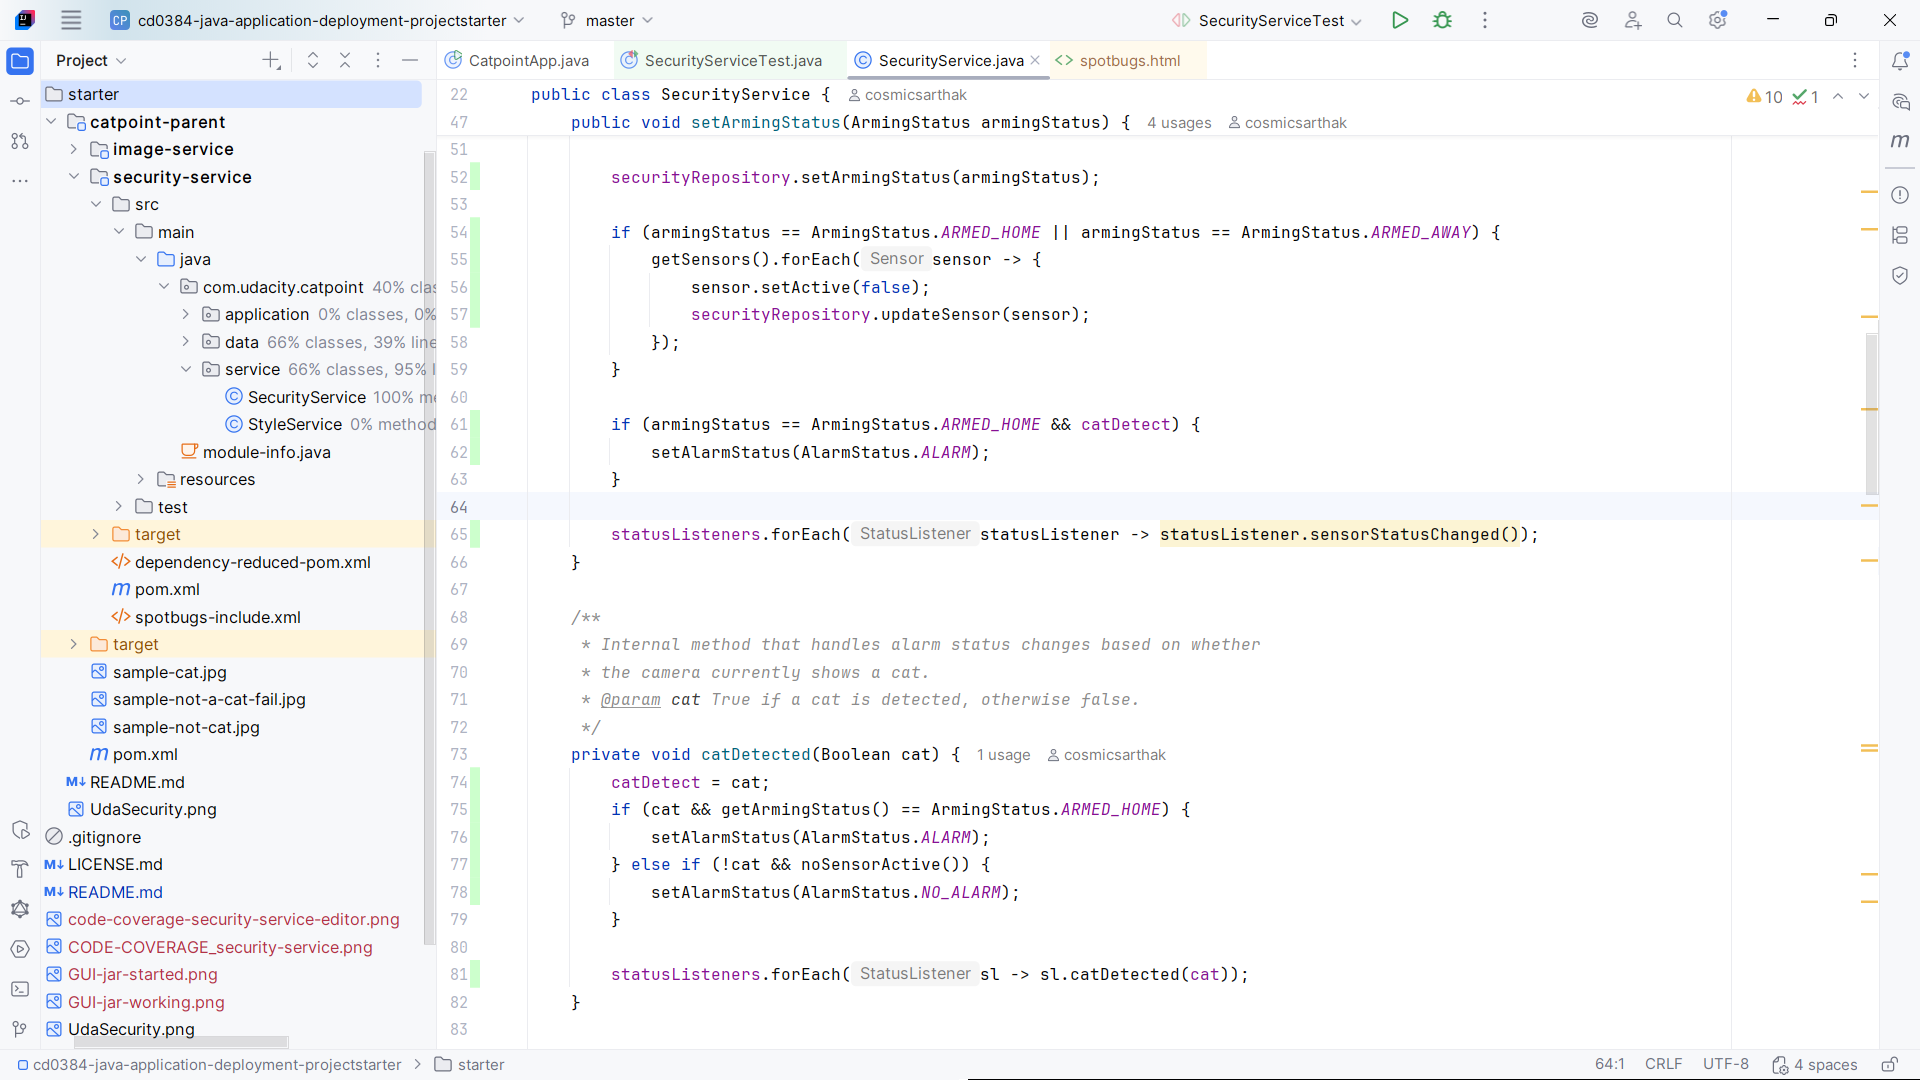 CP cd0384-java-application-deployment-projectstarter master SecurityServiceTest
Project
CatpointApp.java SecurityServiceTest.java SecurityService.java spotbugs.html
starter
catpoint-parent
image-service
security-service
src
main
java
com.udacity.catpoint 40% cla
application 0% classes, 0%
data 66% classes, 39% line
service 66% classes, 95% l
SecurityService 100% me
StyleService 0% method
module-info.java
resources
test
target
dependency-reduced-pom.xml
pom.xml
spotbugs-include.xml
target
sample-cat.jpg
sample-not-a-cat-fail.jpg
sample-not-cat.jpg
pom.xml
README.md
UdaSecurity.png
.gitignore
LICENSE.md
README.md
code-coverage-security-service-editor.png
CODE-COVERAGE_security-service.png
GUI-jar-started.png
GUI-jar-working.png
UdaSecurity.png
22 public class SecurityService { cosmicsarthak 10 1
47 public void setArmingStatus(ArmingStatus armingStatus) { 4 usages cosmicsarthak
51
52 securityRepository.setArmingStatus(armingStatus);
53
54 if (armingStatus == ArmingStatus.ARMED_HOME || armingStatus == ArmingStatus.ARMED_AWAY) {
55 getSensors().forEach( Sensor sensor -> {
56 sensor.setActive(false);
57 securityRepository.updateSensor(sensor);
58 });
59 }
60
61 if (armingStatus == ArmingStatus.ARMED_HOME && catDetect) {
62 setAlarmStatus(AlarmStatus.ALARM);
63 }
64
65 statusListeners.forEach( StatusListener statusListener -> statusListener.sensorStatusChanged());
66 }
67
68 /**
69 * Internal method that handles alarm status changes based on whether
70 * the camera currently shows a cat.
71 * @param cat True if a cat is detected, otherwise false.
72 */
73 private void catDetected(Boolean cat) { 1 usage cosmicsarthak
74 catDetect = cat;
75 if (cat && getArmingStatus() == ArmingStatus.ARMED_HOME) {
76 setAlarmStatus(AlarmStatus.ALARM);
77 } else if (!cat && noSensorActive()) {
78 setAlarmStatus(AlarmStatus.NO_ALARM);
79 }
80
81 statusListeners.forEach( StatusListener sl -> sl.catDetected(cat));
82 }
83
cd0384-java-application-deployment-projectstarter > starter 64:1 CRLF UTF-8 4 spaces